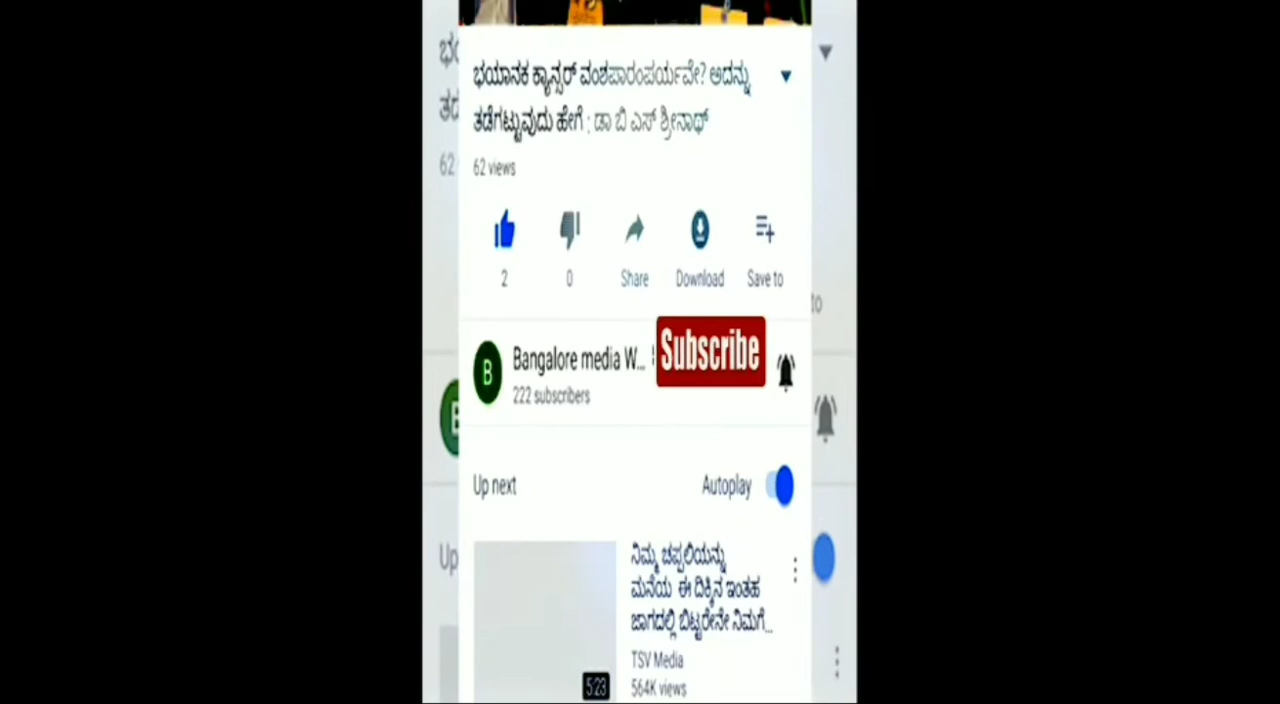 ಭಯಾನಕ ಕ್ಯಾನ್ಸರ್ ವಂಶಪಾರಂಪರ್ಯವೇ? ಅದನ್ನು
ತಡೆಗಟ್ಟುವುದು ಹೇಗೆ : ಡಾ ಬಿ ಎಸ್ ಶ್ರೀನಾಥ್
62 views
2
0
Share
Download
Save to
B
Bangalore media W...
Subscribe
222 subscribers
Up next
Autoplay
ನಿಮ್ಮ ಚಪ್ಪಲಿಯನ್ನು
ಮನೆಯ ಈ ದಿಕ್ಕಿನ ಇಂತಹ
ಜಾಗದಲ್ಲಿ ಬಿಟ್ಟರೇನೇ ನಿಮಗೆ...
TSV Media
564K views
5:23